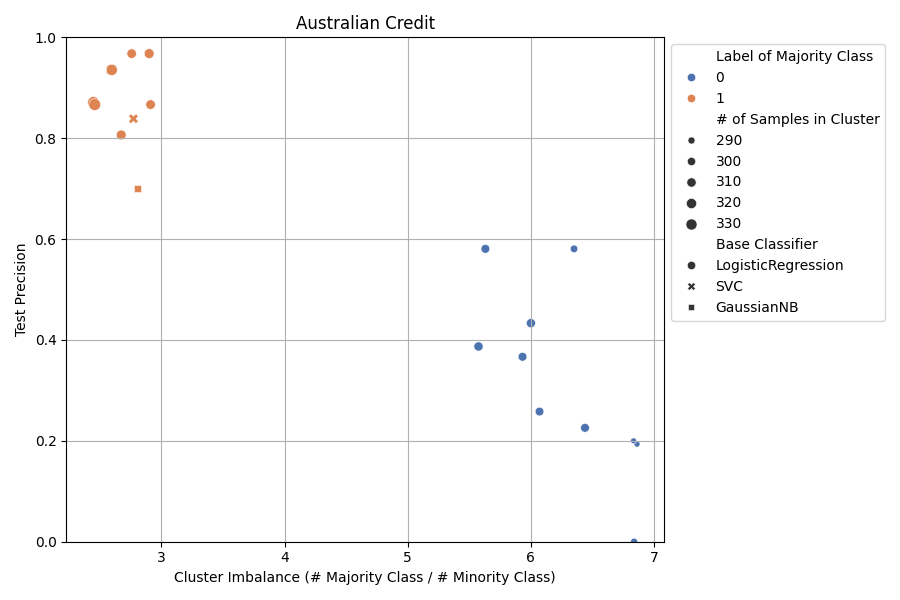 Australian Credit
1.0
0.8
0.6
0.4
0.2
0.0
Test Precision
3
4
5
6
7
Cluster Imbalance (# Majority Class / # Minority Class)
Label of Majority Class
0
1
# of Samples in Cluster
290
300
310
320
330
Base Classifier
LogisticRegression
SVC
GaussianNB